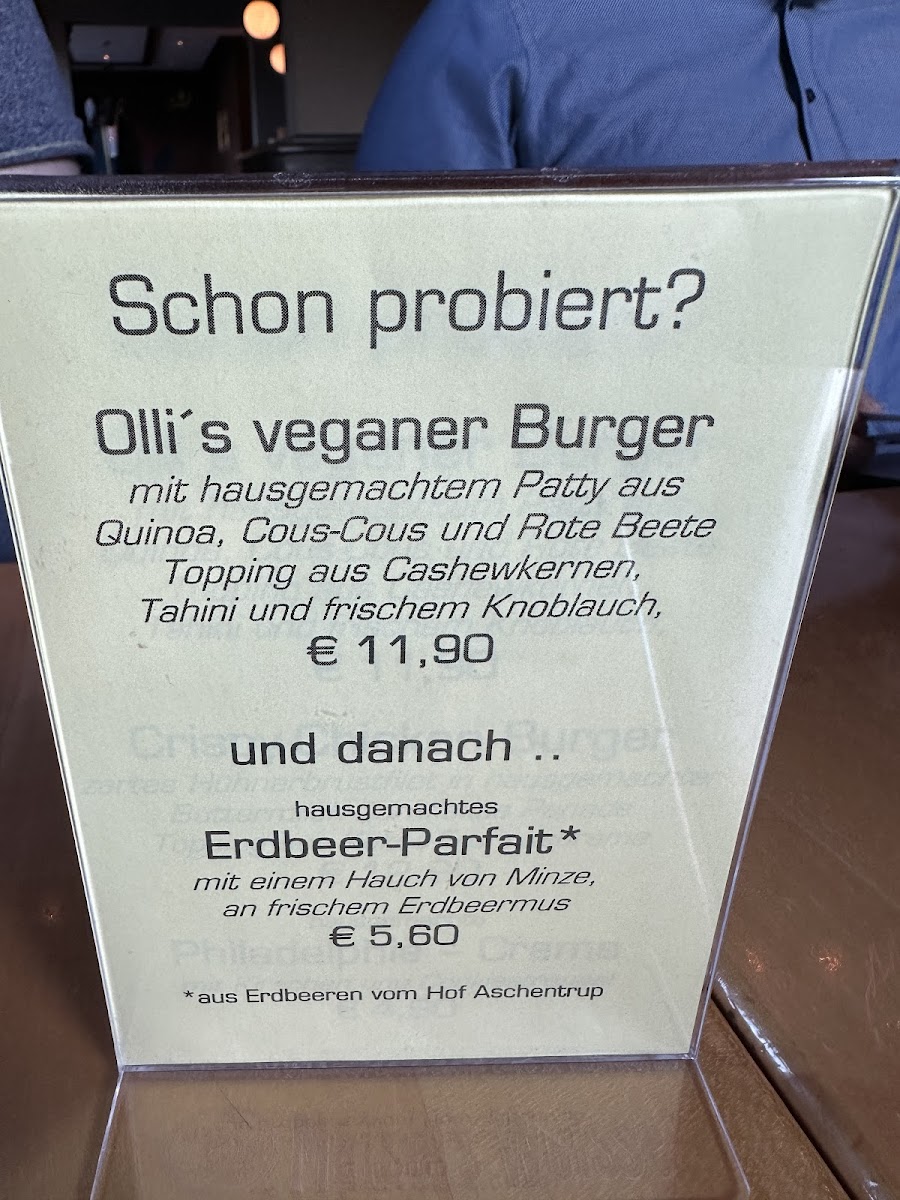 Schon probiert?
Olli´s veganer Burger
mit hausgemachtem Patty aus
Quinoa, Cous-Cous und Rote Beete
Topping aus Cashewkernen,
Tahini und frischem Knoblauch,
€ 11,90
und danach ..
hausgemachtes
Erdbeer-Parfait*
mit einem Hauch von Minze,
an frischem Erdbeermus
€ 5,60
*aus Erdbeeren vom Hof Aschentrup